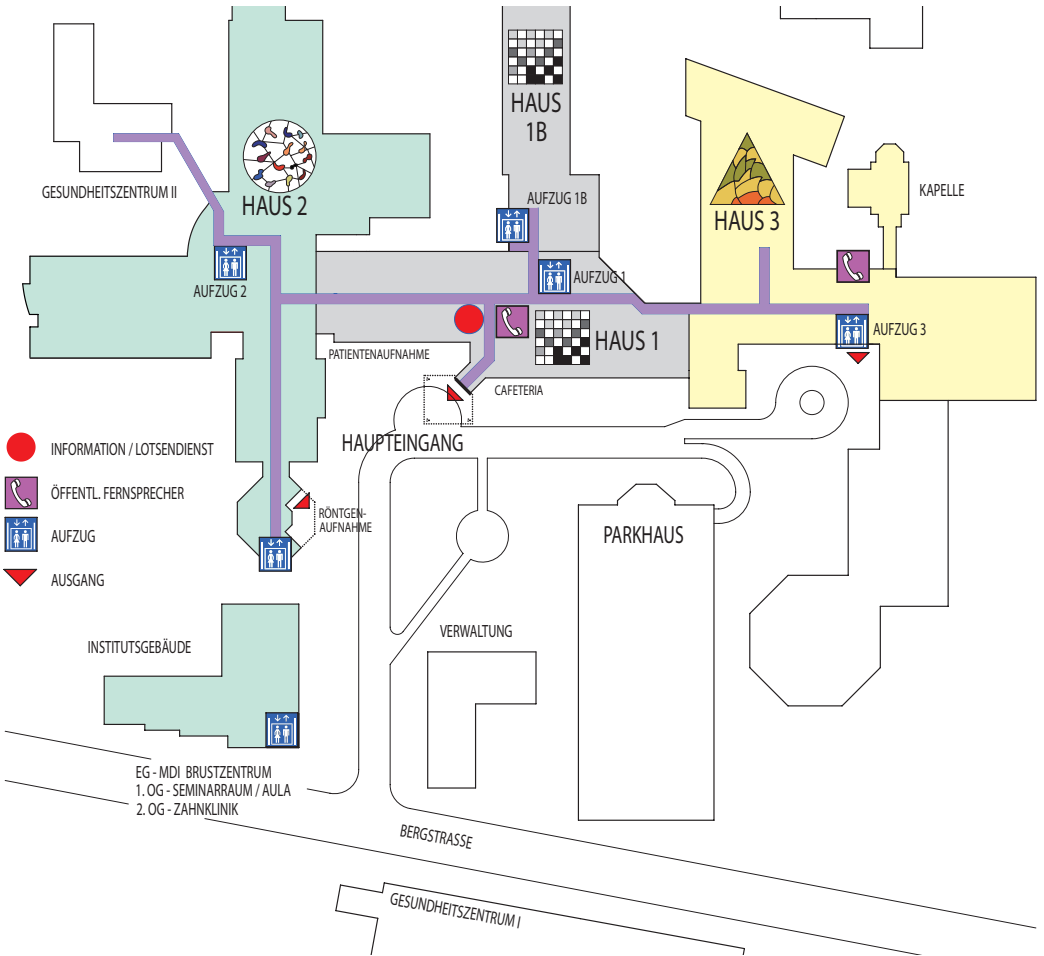 HAUS
1B
GESUNDHEITSZENTRUM II
HAUS 2
AUFZUG 1B
HAUS 3
KAPELLE
AUFZUG 2
AUFZUG 1
AUFZUG 3
PATIENTENAUFNAHME
HAUS 1
CAFETERIA
HAUPTEINGANG
INFORMATION / LOTSENDIENST
ÖFFENTL. FERNSPRECHER
AUFZUG
AUSGANG
RÖNTGEN-
AUFNAHME
PARKHAUS
INSTITUTSGEBÄUDE
VERWALTUNG
EG - MDI BRUSTZENTRUM
1. OG - SEMINARRAUM / AULA
2. OG - ZAHNKLINIK
BERGSTRASSE
GESUNDHEITSZENTRUM I